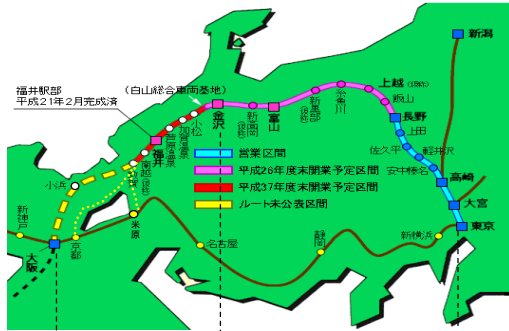 新潟
福井駅部
平成21年2月完成済
(白山総合車両基地)
金沢
富山
新高岡
(仮称)
新黒部
(仮称)
糸魚川
上越(仮称)
飯山
長野
上田
佐久平
軽井沢
安中榛名
高崎
大宮
東京
小松
加賀温泉
芦原温泉
福井
南越(仮称)
敦賀
小浜
新神戸
大阪
京都
米原
名古屋
静岡
新横浜
営業区間
平成26年度末開業予定区間
平成37年度末開業予定区間
ルート未公表区間